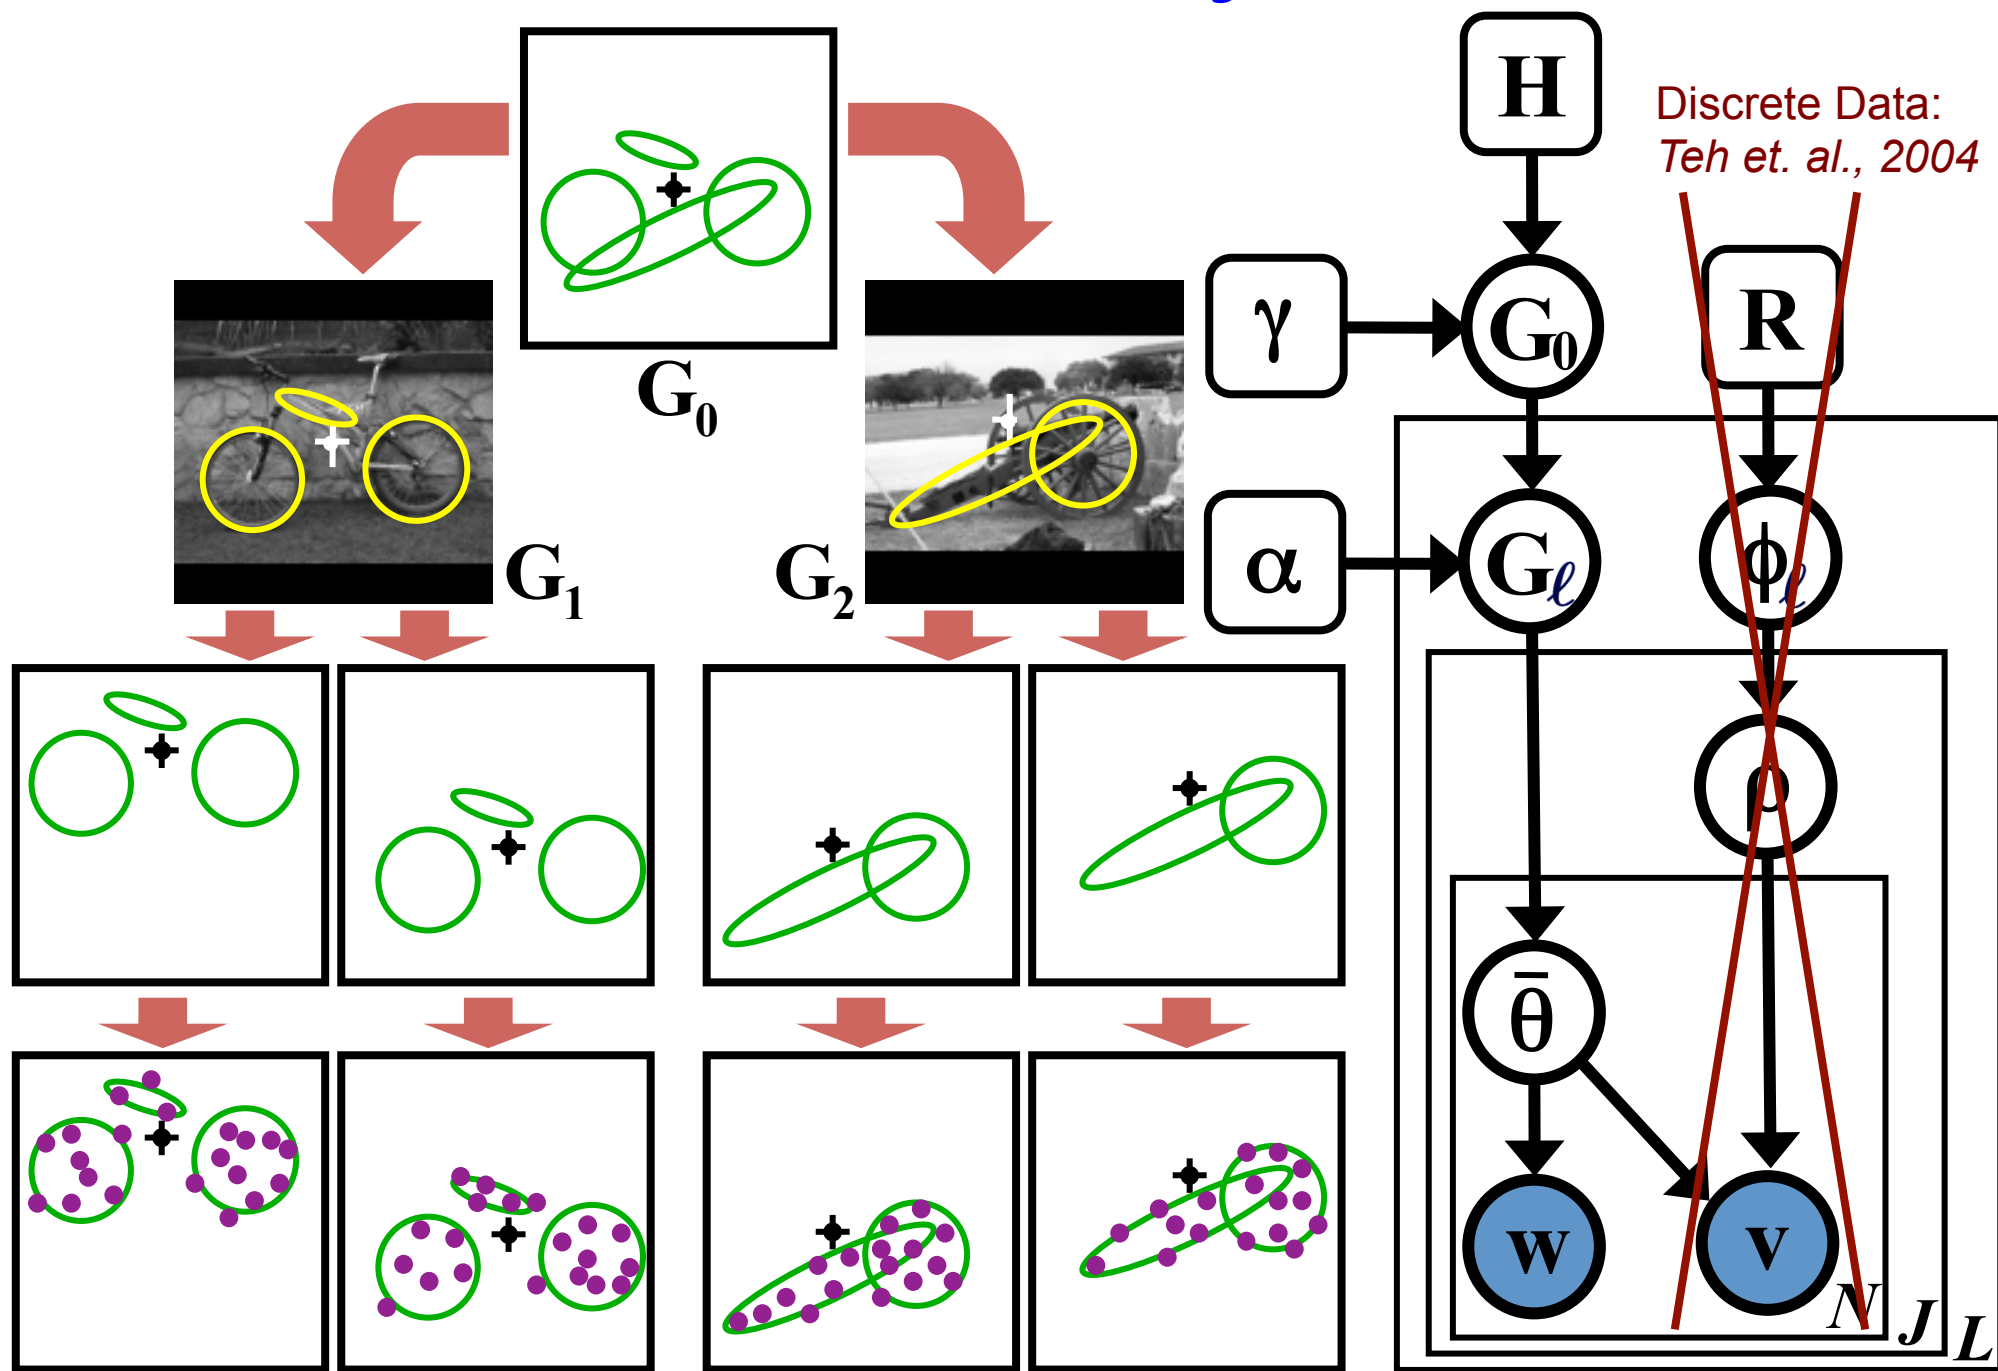 H
Discrete Data:
Teh et. al., 2004
γ
G0
R
G0
α
Gℓ
ϕℓ
G1
G2
ρ
θ̄
w
v
N
J
L